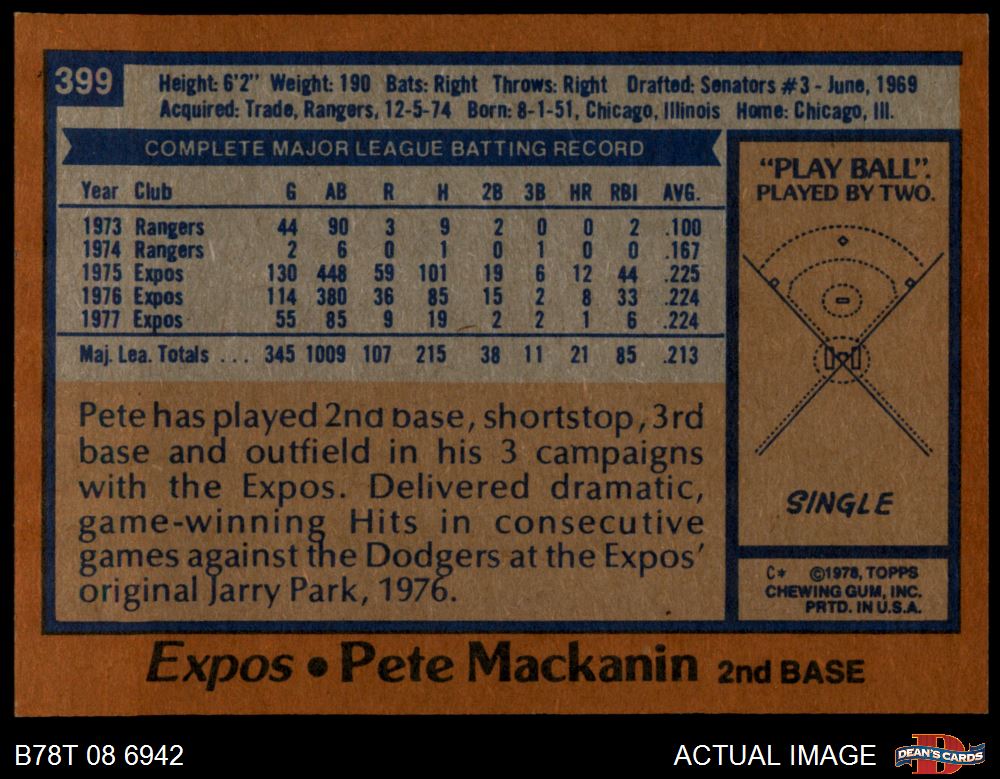 399
Height: 6'2" Weight: 190 Bats: Right Throws: Right Drafted: Senators #3 - June, 1969
Acquired: Trade, Rangers, 12-5-74 Born: 8-1-51, Chicago, Illinois Home: Chicago, Ill.
COMPLETE MAJOR LEAGUE BATTING RECORD
Year Club G AB R H 2B 3B HR RBI AVG.
1973 Rangers 44 90 3 9 2 0 0 2 .100
1974 Rangers 2 6 0 1 0 1 0 0 .167
1975 Expos 130 448 59 101 19 6 12 44 .225
1976 Expos 114 380 36 85 15 2 8 33 .224
1977 Expos 55 85 9 19 2 2 1 6 .224
Maj. Lea. Totals ... 345 1009 107 215 38 11 21 85 .213
Pete has played 2nd base, shortstop, 3rd
base and outfield in his 3 campaigns
with the Expos. Delivered dramatic,
game-winning Hits in consecutive
games against the Dodgers at the Expos'
original Jarry Park, 1976.
"PLAY BALL".
PLAYED BY TWO.
SINGLE
C* ©1978, TOPPS
CHEWING GUM, INC.
PRTD. IN U.S.A.
Expos • Pete Mackanin 2nd BASE
B78T 08 6942
ACTUAL IMAGE
DEAN'S CARDS